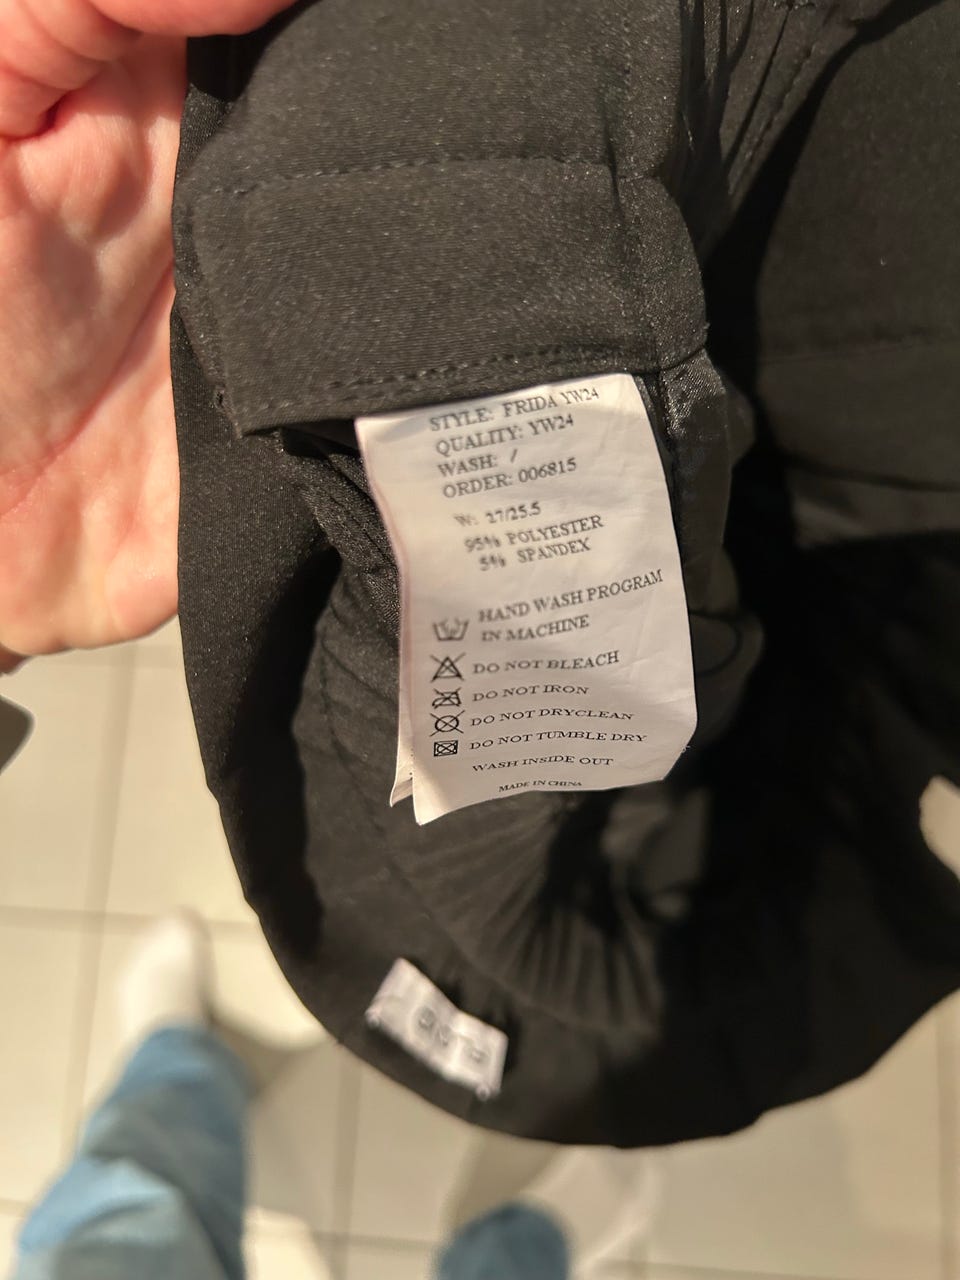 STYLE: FRIDA YW24
QUALITY: YW24
WASH: /
ORDER: 006815
W: 27/25.5
95% POLYESTER
5% SPANDEX
HAND WASH PROGRAM
IN MACHINE
DO NOT BLEACH
DO NOT IRON
DO NOT DRYCLEAN
DO NOT TUMBLE DRY
WASH INSIDE OUT
MADE IN CHINA